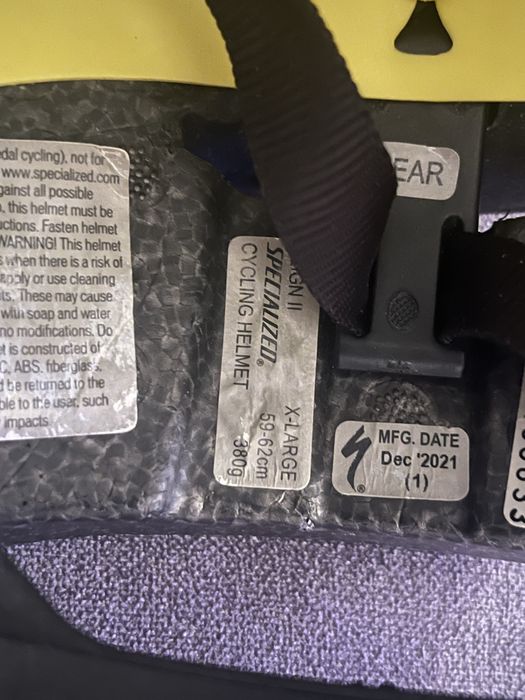 dal cycling), not for
www.specialized.com
gainst all possible
, this helmet must be
uctions. Fasten helmet
WARNING! This helmet
s when there is a risk of
apply or use cleaning
ts. These may cause
with soap and water
no modifications. Do
et is constructed of
C, ABS, fiberglass,
d be returned to the
ble to the user, such
impacts
EAR
IGN II
SPECIALIZED®
CYCLING HELMET
X-LARGE
59-62cm
380g
MFG. DATE
Dec '2021
(1)